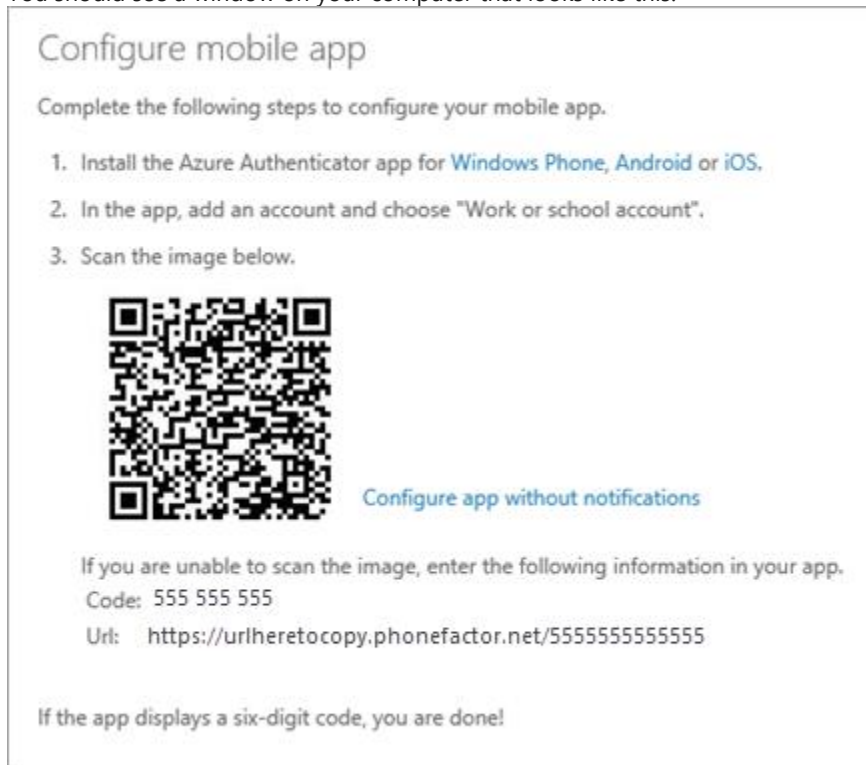 You should see a window on your computer that looks like this:
Configure mobile app
Complete the following steps to configure your mobile app.
1. Install the Azure Authenticator app for Windows Phone, Android or iOS.
2. In the app, add an account and choose "Work or school account".
3. Scan the image below.
Configure app without notifications
If you are unable to scan the image, enter the following information in your app.
Code: 555 555 555
Url: https://urlheretocopy.phonefactor.net/5555555555555
If the app displays a six-digit code, you are done!